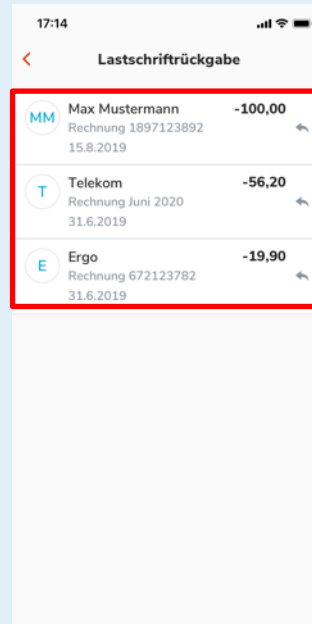 17:14
Lastschriftrückgabe
MM Max Mustermann -100,00
Rechnung 1897123892
15.8.2019
T Telekom -56,20
Rechnung Juni 2020
31.6.2019
E Ergo -19,90
Rechnung 672123782
31.6.2019